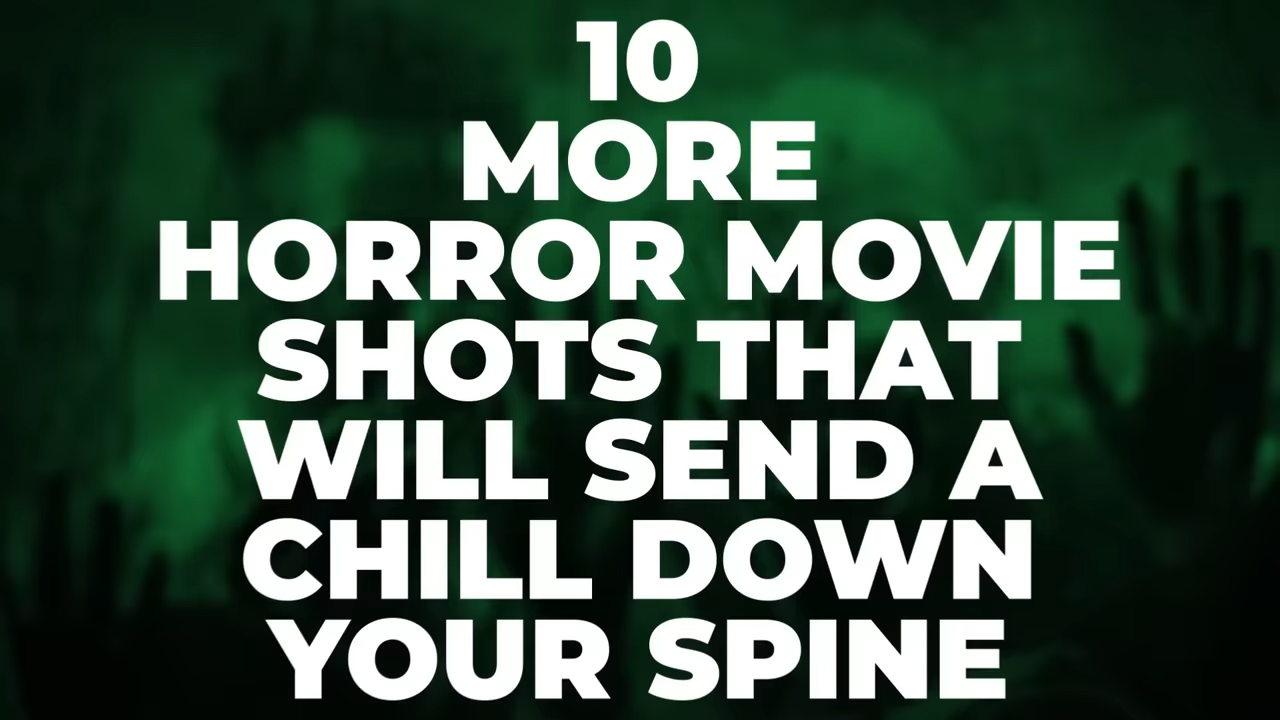 10
MORE
HORROR MOVIE
SHOTS THAT
WILL SEND A
CHILL DOWN
YOUR SPINE